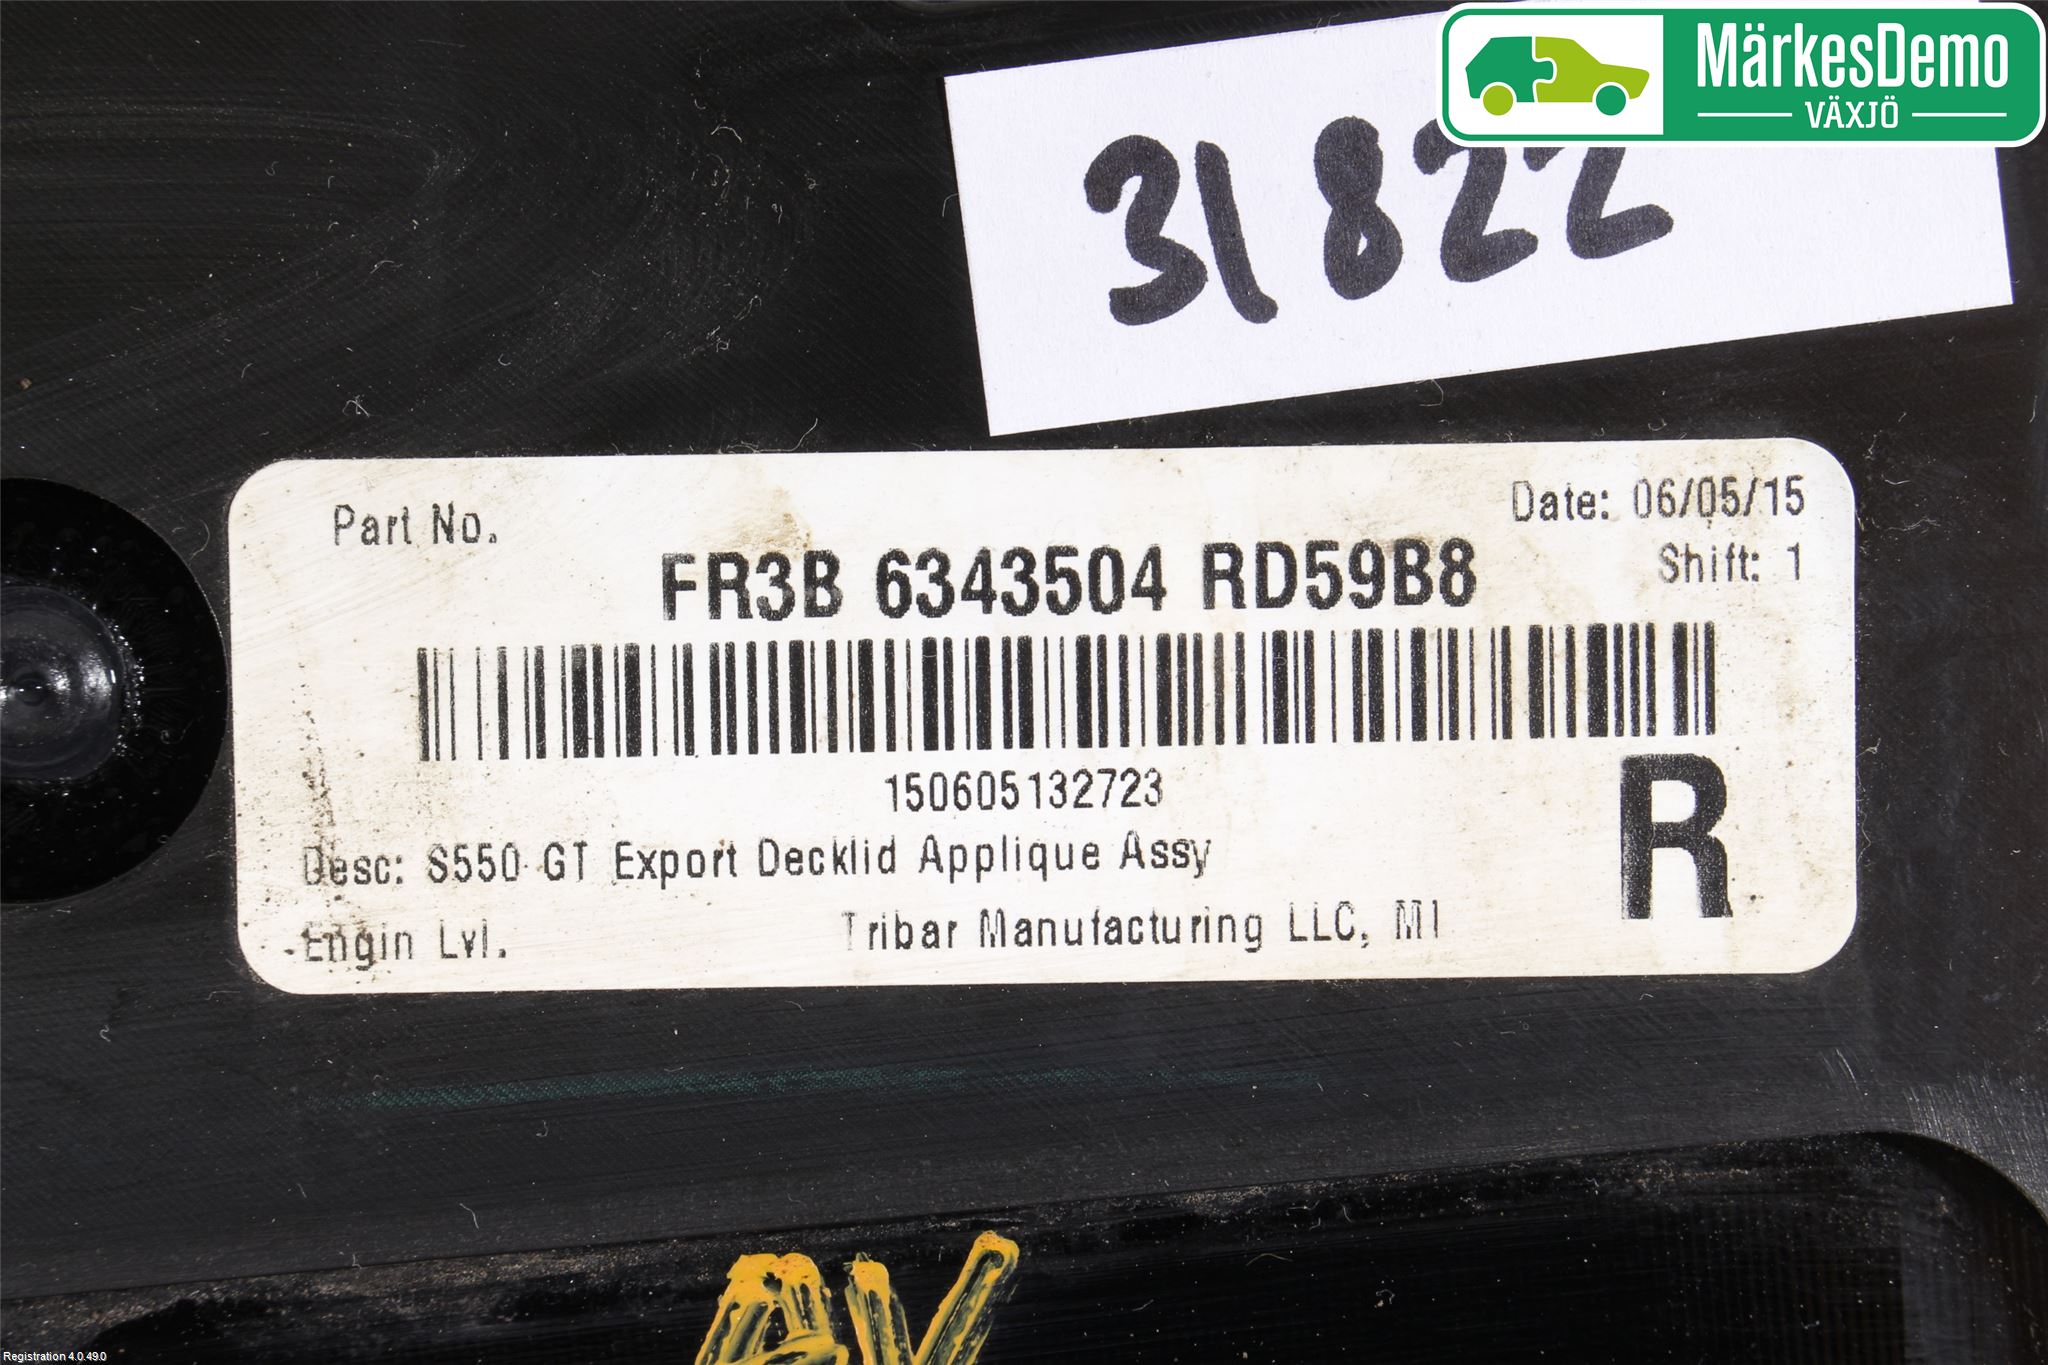 MärkesDemo
VÄXJÖ
31822
Part No.
Date: 06/05/15
FR3B 6343504 RD59B8
Shift: 1
150605132723
R
Desc: S550 GT Export Decklid Applique Assy
Engin Lvl.
Tribar Manufacturing LLC, MI
Registration 4.0.49.0